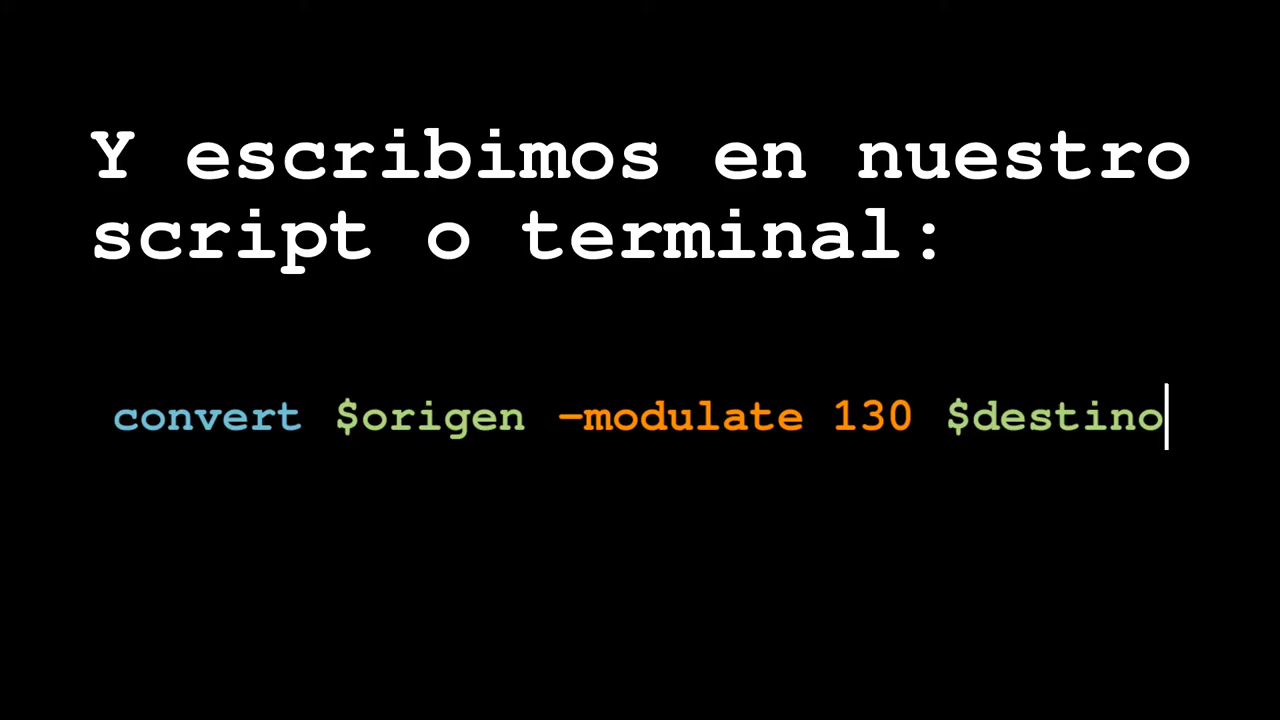 Y escribimos en nuestro
script o terminal:
convert $origen -modulate 130 $destino